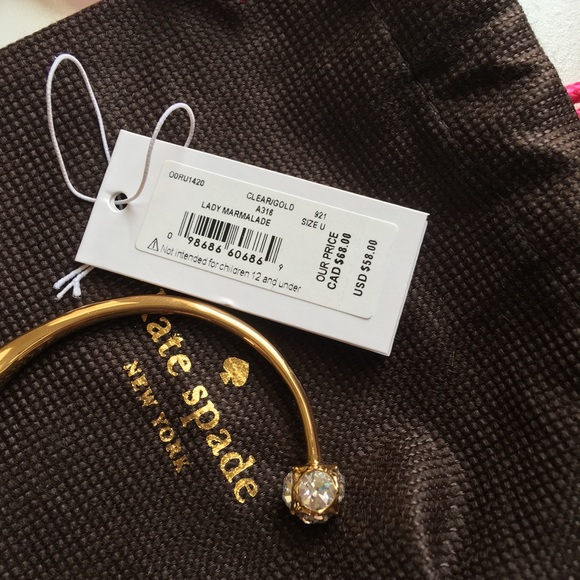 O0RU1420
CLEAR/GOLD 921
A316 SIZE U
LADY MARMALADE
0 98686 60686 9
Not intended for children 12 and under
OUR PRICE
CAD $68.00
USD $58.00
kate spade
NEW YORK